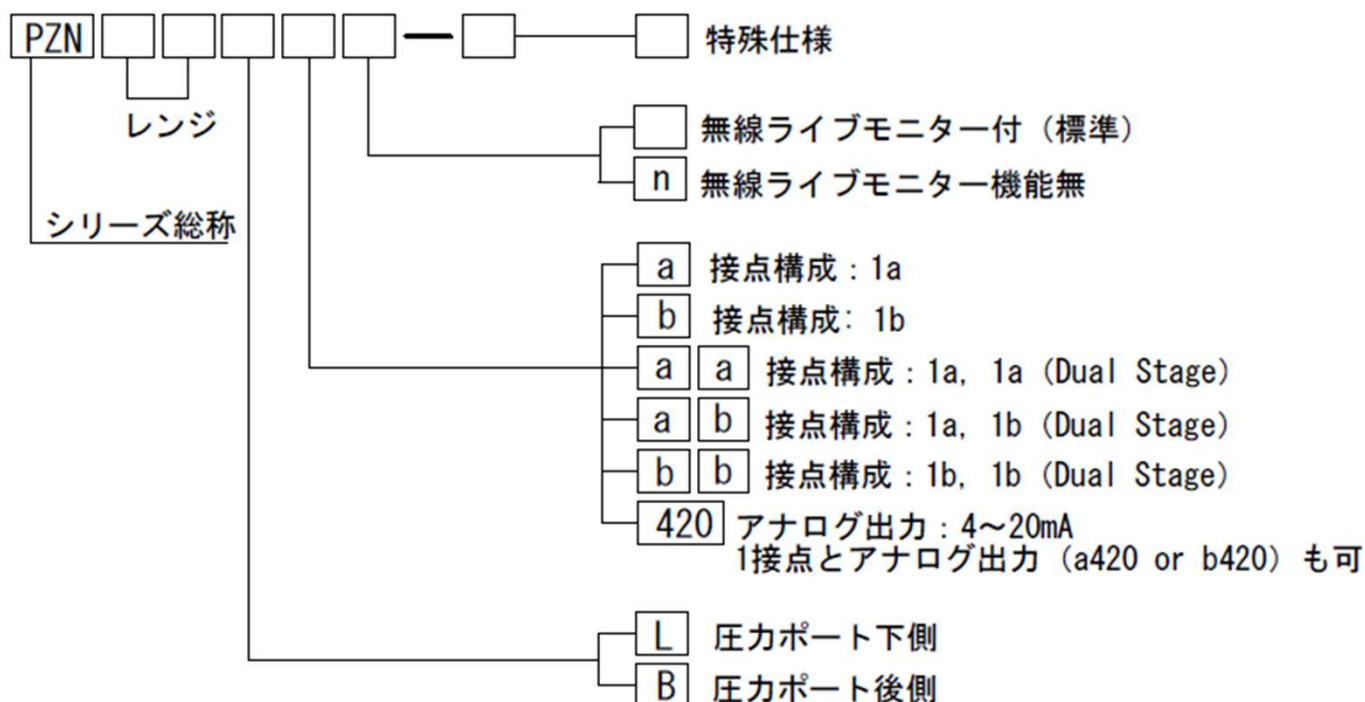 PZN 特殊仕様
レンジ
無線ライブモニター付（標準）
n 無線ライブモニター機能無
シリーズ総称
a 接点構成：1a
b 接点構成: 1b
a a 接点構成：1a, 1a (Dual Stage)
a b 接点構成：1a, 1b (Dual Stage)
b b 接点構成：1b, 1b (Dual Stage)
420 アナログ出力：4～20mA
1接点とアナログ出力（a420 or b420）も可
L 圧力ポート下側
B 圧力ポート後側